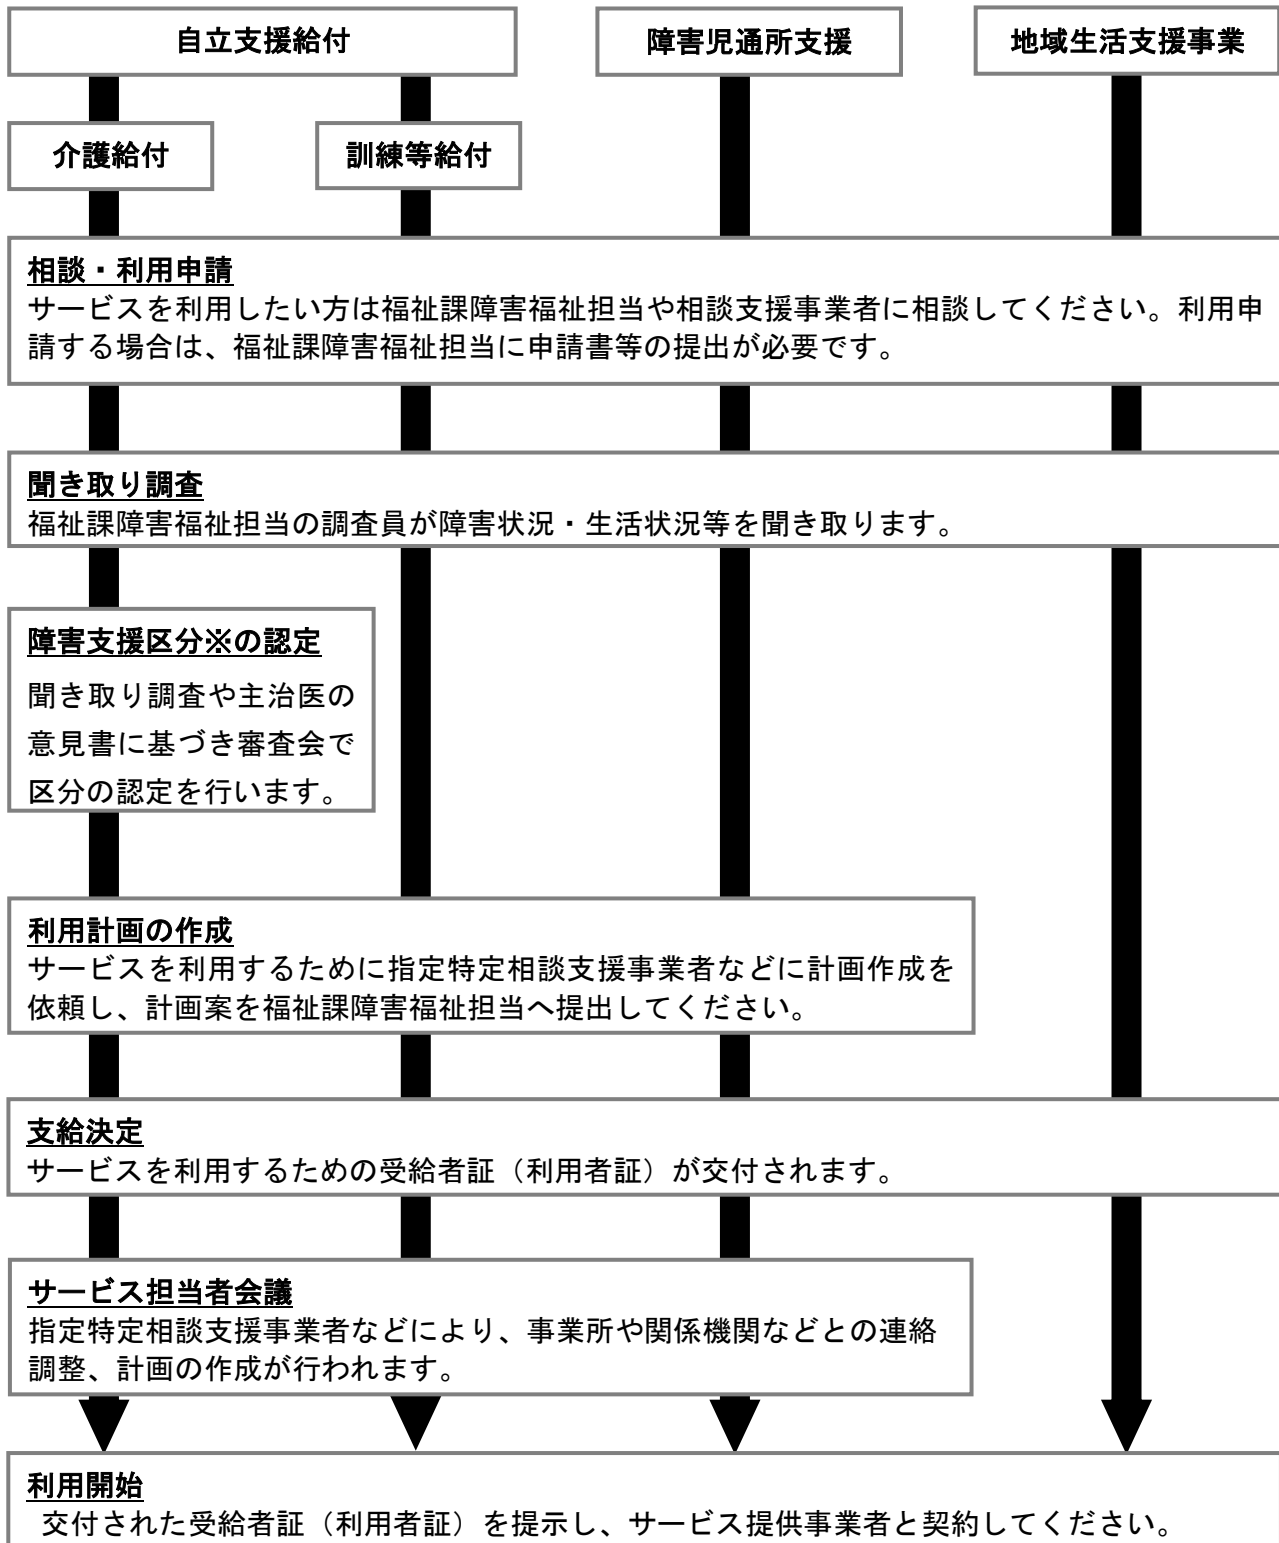 自立支援給付
障害児通所支援
地域生活支援事業
介護給付
訓練等給付
相談・利用申請
サービスを利用したい方は福祉課障害福祉担当や相談支援事業者に相談してください。利用申
請する場合は、福祉課障害福祉担当に申請書等の提出が必要です。
聞き取り調査
福祉課障害福祉担当の調査員が障害状況・生活状況等を聞き取ります。
障害支援区分※の認定
聞き取り調査や主治医の
意見書に基づき審査会で
区分の認定を行います。
利用計画の作成
サービスを利用するために指定特定相談支援事業者などに計画作成を
依頼し、計画案を福祉課障害福祉担当へ提出してください。
支給決定
サービスを利用するための受給者証（利用者証）が交付されます。
サービス担当者会議
指定特定相談支援事業者などにより、事業所や関係機関などとの連絡
調整、計画の作成が行われます。
利用開始
交付された受給者証（利用者証）を提示し、サービス提供事業者と契約してください。